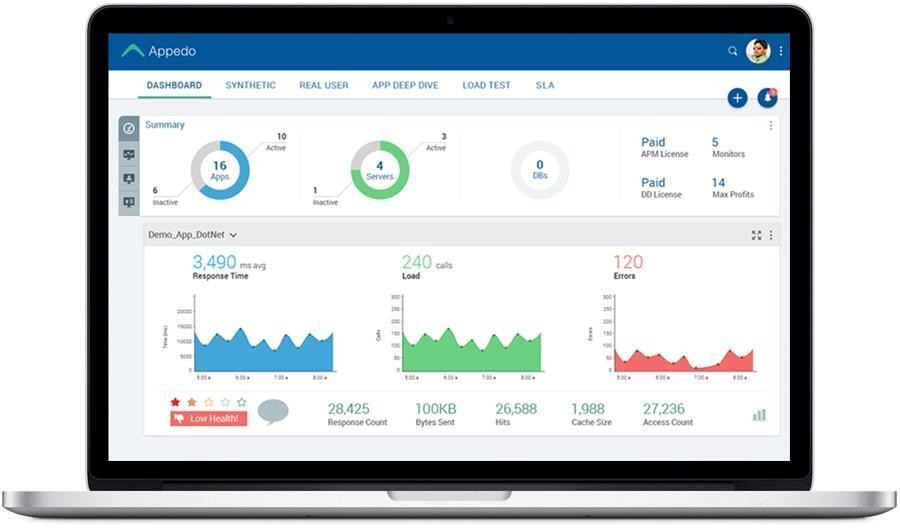 Appedo
DASHBOARD SYNTHETIC REAL USER APP DEEP DIVE LOAD TEST SLA
Summary
10
Active
16
Apps
6
Inactive
3
Active
4
Servers
1
Inactive
0
DBs
Paid
APM License
5
Monitors
Paid
DD License
14
Max Profits
Demo_App_DotNet
3,490 ms avg
Response Time
240 calls
Load
120
Errors
Time (ms)
20000
15000
10000
5000
5.00 a 6.00 a 7.00 a 8.00 a
Calls
300
250
200
150
100
50
0
5.00 a 6.00 a 7.00 a 8.00 a
Errors
300
250
200
150
100
50
0
5.00 a 6.00 a 7.00 a 8.00 a
Low Health!
28,425
Response Count
100KB
Bytes Sent
26,588
Hits
1,988
Cache Size
27,236
Access Count